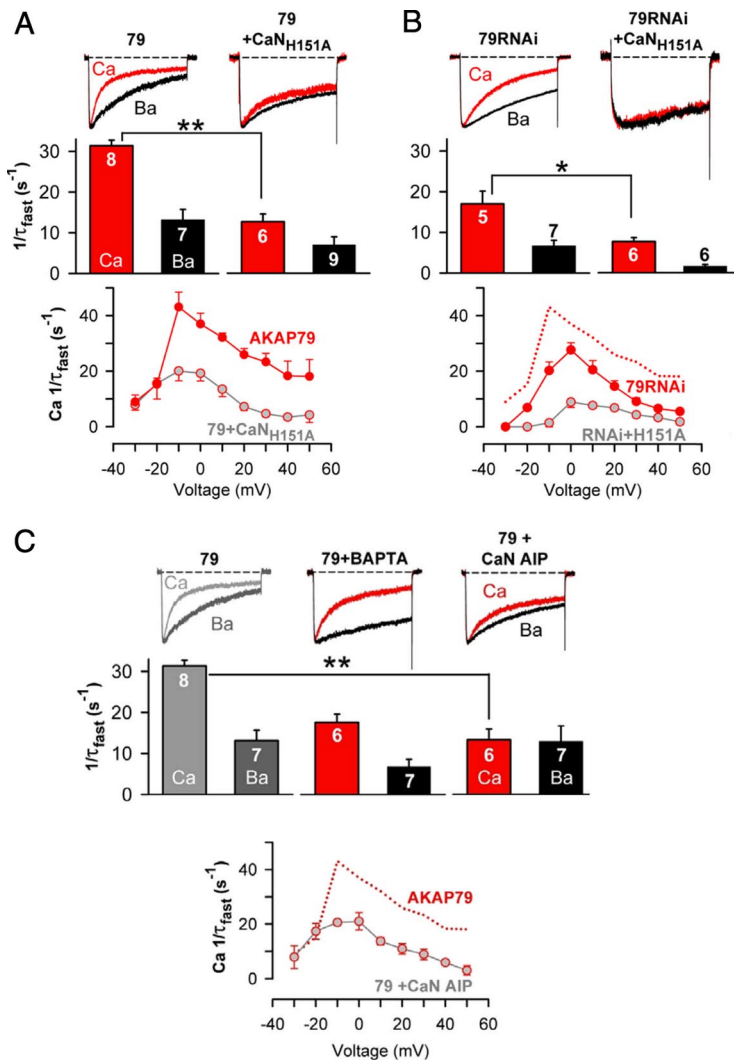 A
79
79
+CaNH151A
Ca
Ba
**
1/τfast (s-1)
30
20
10
0
8
Ca
7
Ba
6
9
Ca 1/τfast (s-1)
40
20
0
AKAP79
79+CaNH151A
-40 -20 0 20 40 60
Voltage (mV)
B
79RNAi
79RNAi
+CaNH151A
Ca
Ba
*
30
20
10
0
5
7
6
6
40
20
0
79RNAi
RNAi+H151A
-40 -20 0 20 40 60
Voltage (mV)
C
79
79+BAPTA
79 +
CaN AIP
Ca
Ba
Ca
Ba
**
1/τfast (s-1)
30
20
10
0
8
Ca
7
Ba
6
7
6
Ca
7
Ba
Ca 1/τfast (s-1)
40
20
0
AKAP79
79 +CaN AIP
-40 -20 0 20 40 60
Voltage (mV)